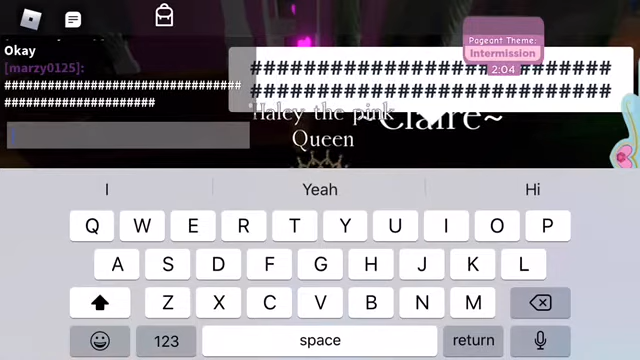 Okay
[marzy0125]:
####################################
#####################
############################
############################
Pageant Theme:
Intermission
2:04
Haley the pink
Queen
~Claire~
I Yeah Hi
Q W E R T Y U I O P
A S D F G H J K L
Z X C V B N M
123 space return